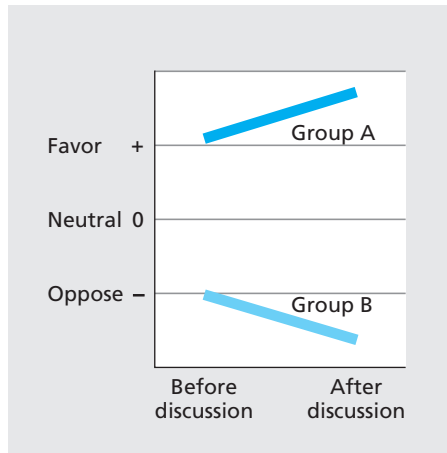 Group A
Favor +
Neutral 0
Oppose −
Group B
Before After
discussion discussion